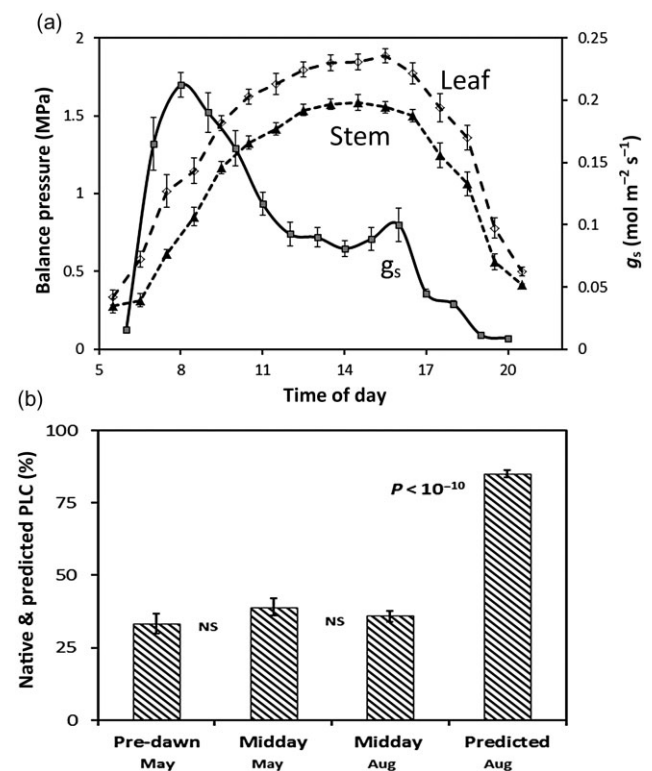 (a)
2
1.5
1
0.5
0
Balance pressure (MPa)
0.25
0.2
0.15
0.1
0.05
0
gs (mol m⁻² s⁻¹)
Leaf
Stem
gs
5 8 11 14 17 20
Time of day
(b)
100
75
50
25
0
Native & predicted PLC (%)
P < 10⁻¹⁰
NS NS
Pre-dawn Midday Midday Predicted
May May Aug Aug